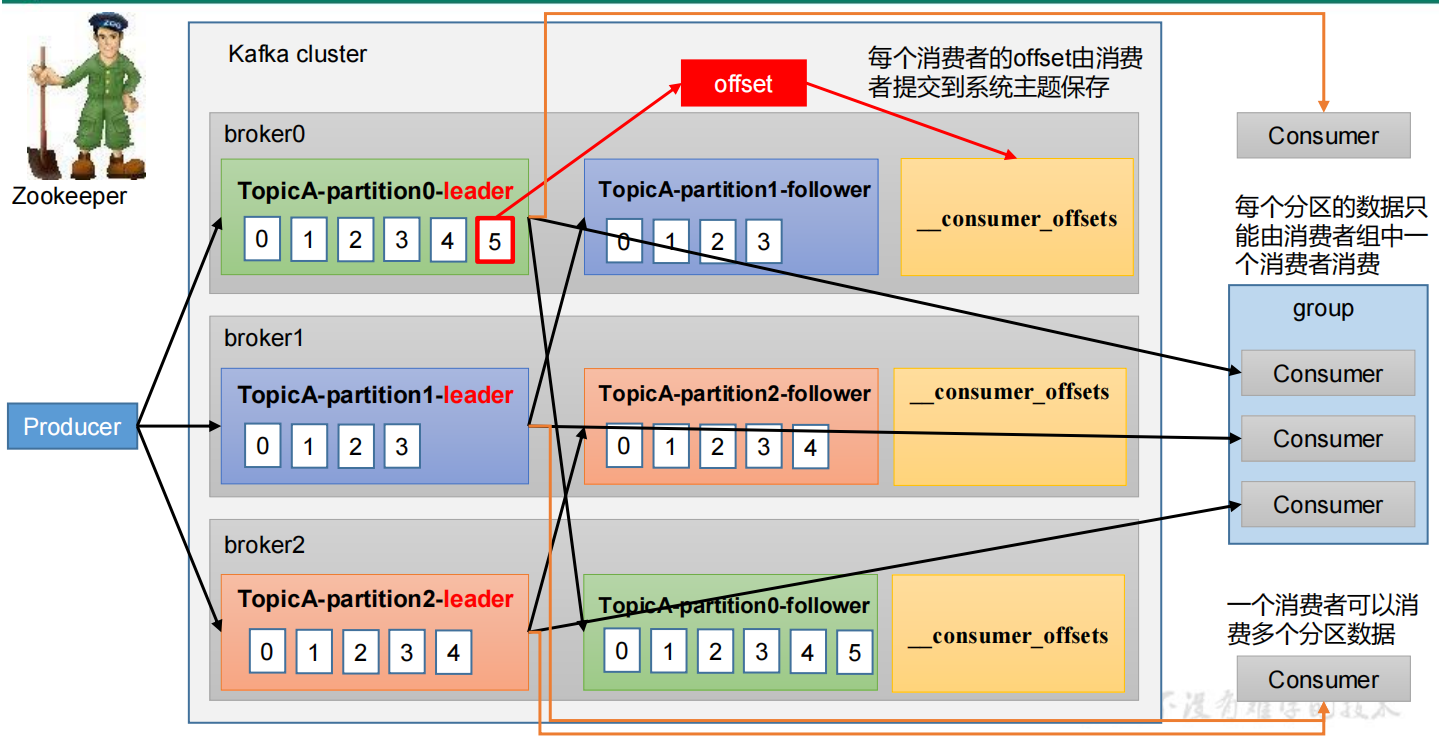 ZOO
Zookeeper
Kafka cluster
offset
每个消费者的offset由消费
者提交到系统主题保存
Consumer
broker0
TopicA-partition0-leader
0 1 2 3 4 5
TopicA-partition1-follower
0 1 2 3
__consumer_offsets
每个分区的数据只
能由消费者组中一
个消费者消费
group
Consumer
Consumer
Consumer
broker1
TopicA-partition1-leader
0 1 2 3
TopicA-partition2-follower
0 1 2 3 4
__consumer_offsets
Producer
broker2
TopicA-partition2-leader
0 1 2 3 4
TopicA-partition0-follower
0 1 2 3 4 5
__consumer_offsets
一个消费者可以消
费多个分区数据
Consumer
没有难学的技术